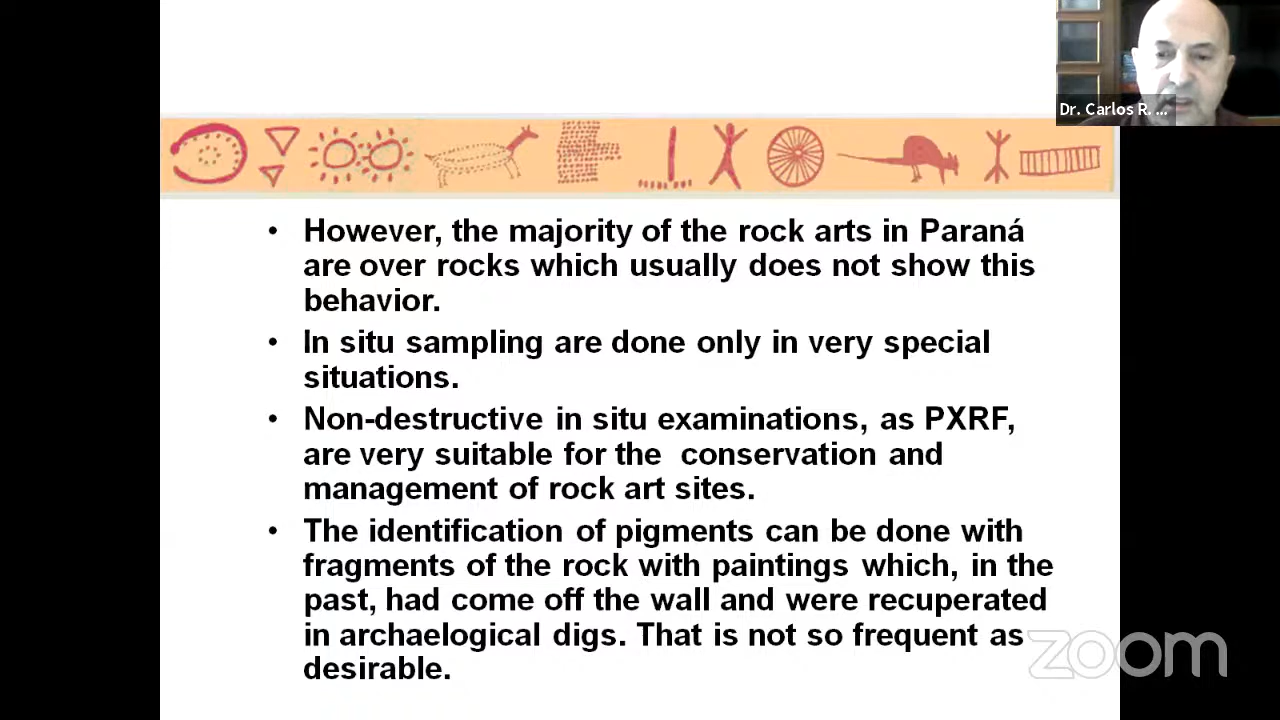 Dr. Carlos R. ...
• However, the majority of the rock arts in Paraná
are over rocks which usually does not show this
behavior.
• In situ sampling are done only in very special
situations.
• Non-destructive in situ examinations, as PXRF,
are very suitable for the conservation and
management of rock art sites.
• The identification of pigments can be done with
fragments of the rock with paintings which, in the
past, had come off the wall and were recuperated
in archaelogical digs. That is not so frequent as
desirable.
zoom